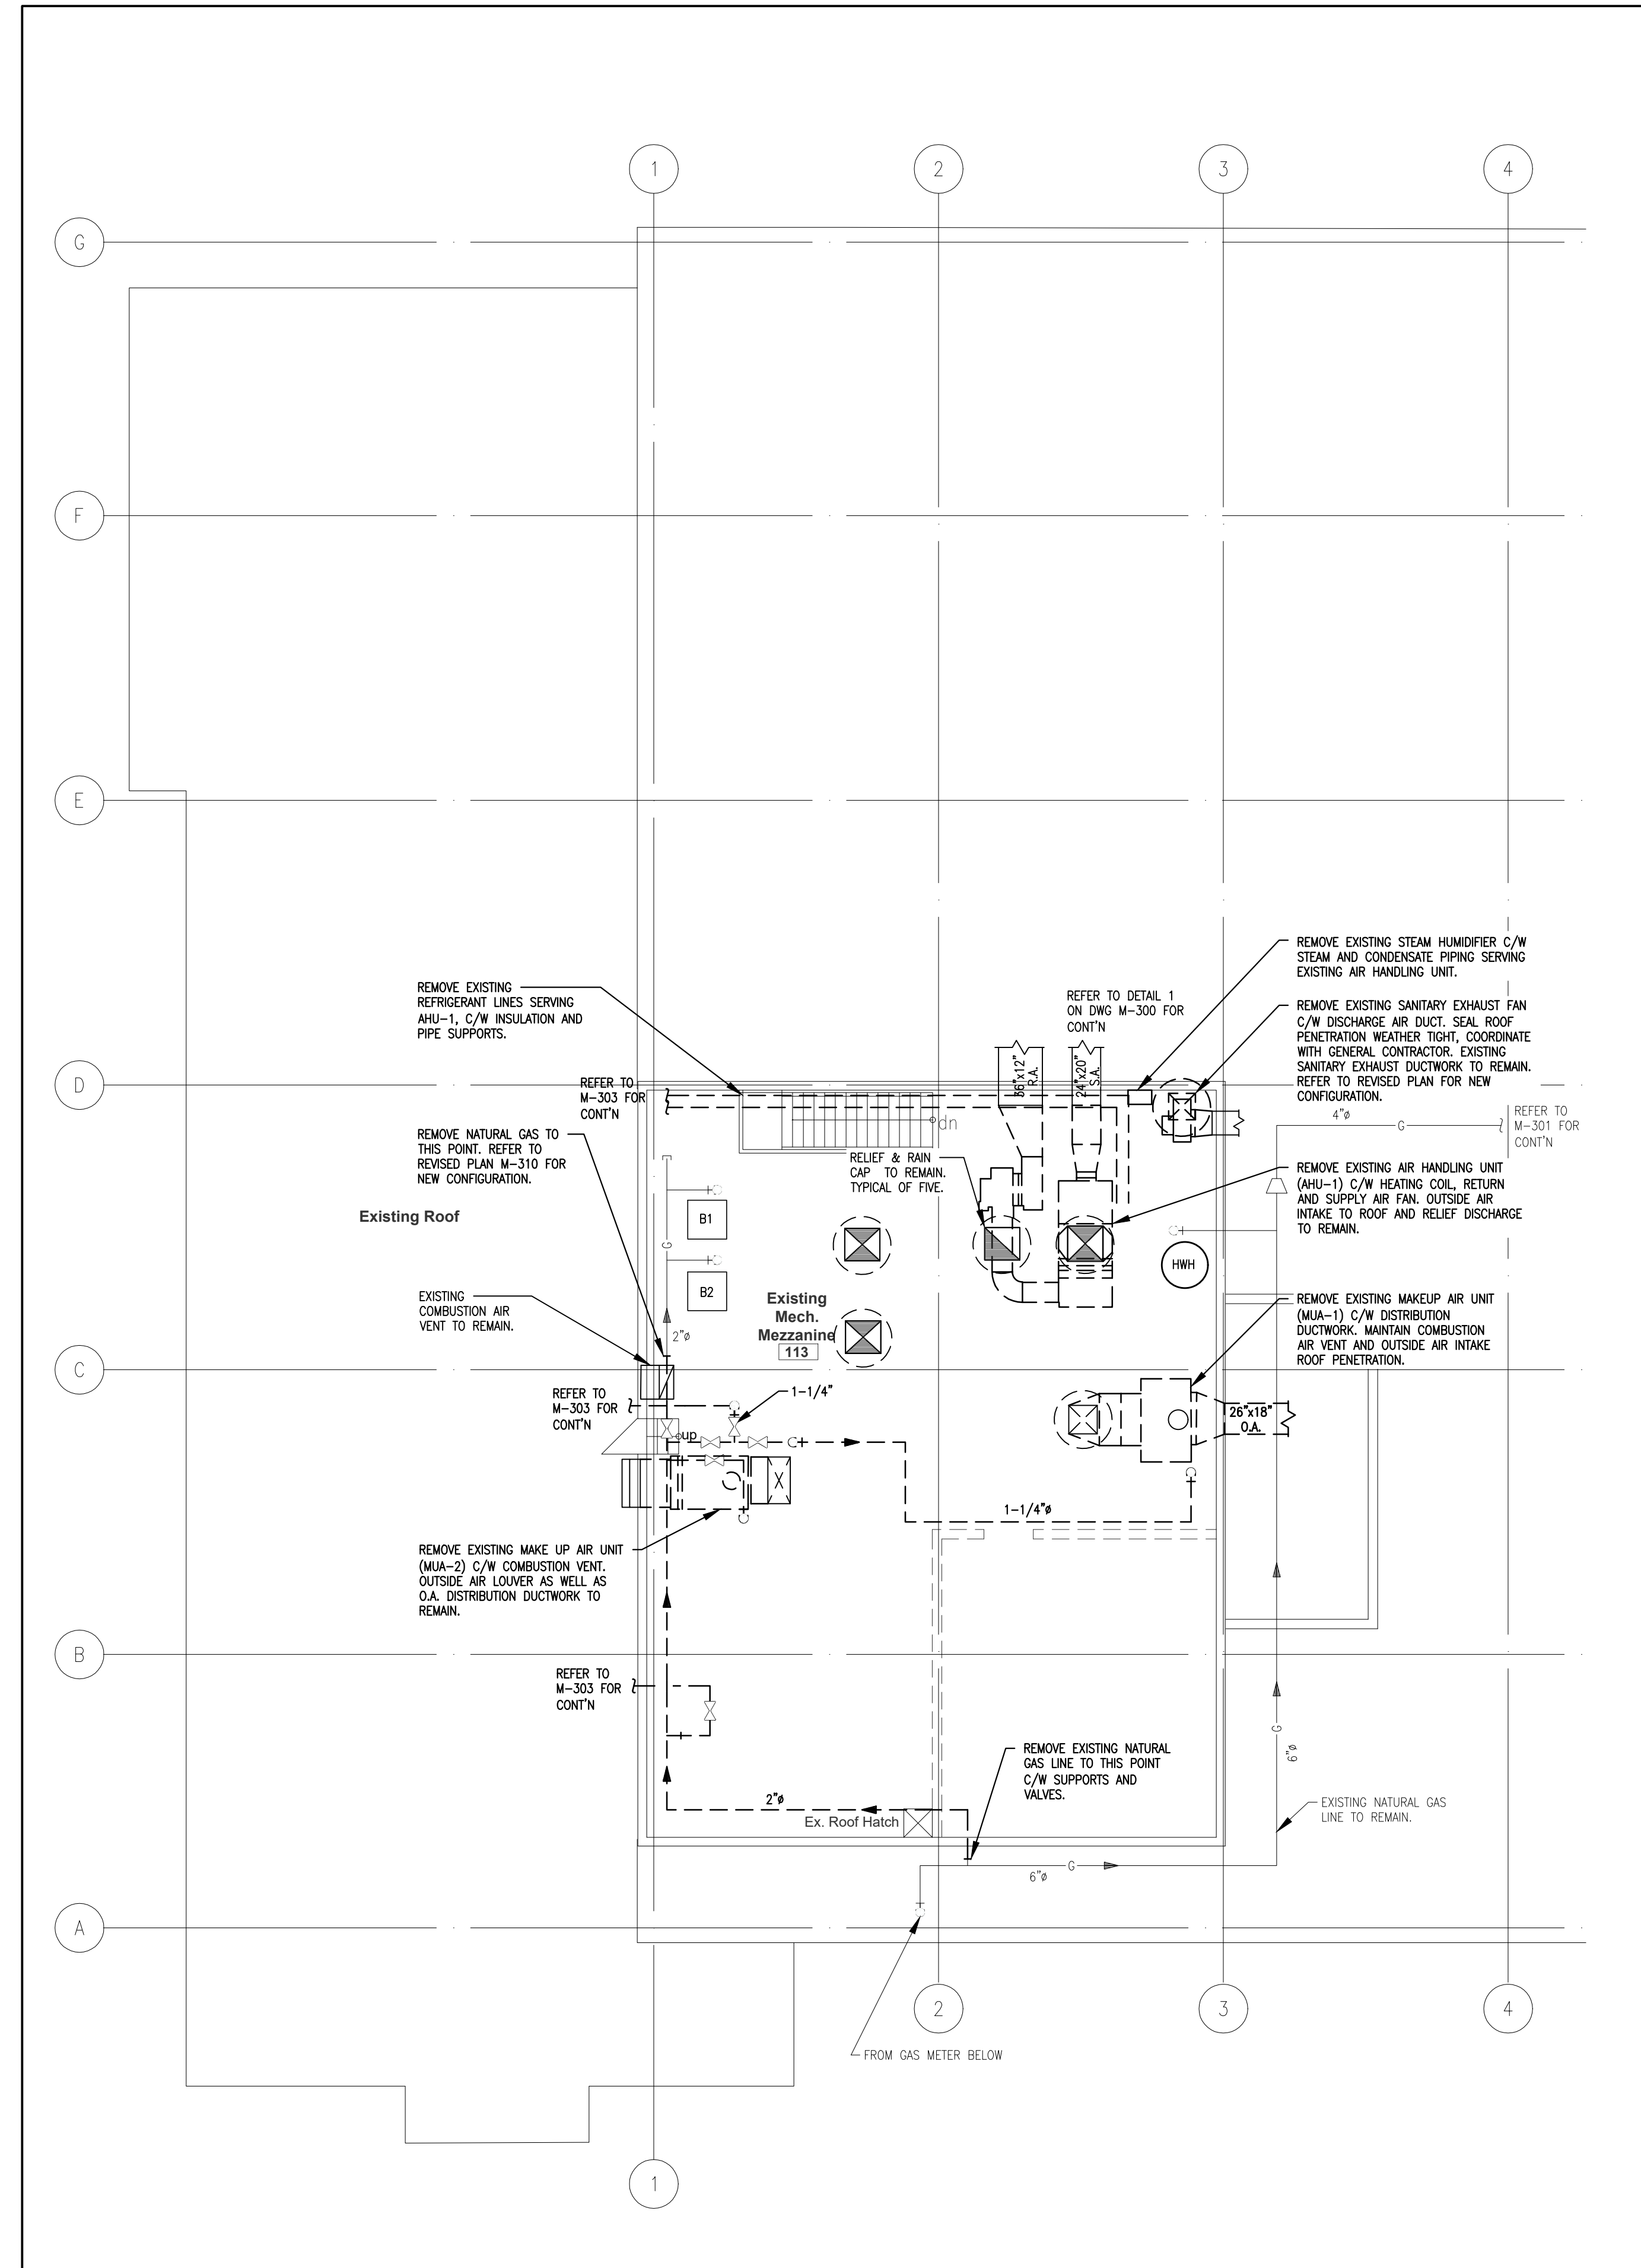 1
2
3
4
G
F
E
D
C
B
A
REMOVE EXISTING STEAM HUMIDIFIER C/W
STEAM AND CONDENSATE PIPING SERVING
EXISTING AIR HANDLING UNIT.
REMOVE EXISTING
REFRIGERANT LINES SERVING
AHU-1, C/W INSULATION AND
PIPE SUPPORTS.
REFER TO DETAIL 1
ON DWG M-300 FOR
CONT'N
REMOVE EXISTING SANITARY EXHAUST FAN
C/W DISCHARGE AIR DUCT. SEAL ROOF
PENETRATION WEATHER TIGHT, COORDINATE
WITH GENERAL CONTRACTOR. EXISTING
SANITARY EXHAUST DUCTWORK TO REMAIN.
REFER TO REVISED PLAN FOR NEW
CONFIGURATION.
36"x12"
R.A.
24"x20"
S.A.
REFER TO
M-303 FOR
CONT'N
dn
4"ø
G
REFER TO
M-301 FOR
CONT'N
REMOVE NATURAL GAS TO
THIS POINT. REFER TO
REVISED PLAN M-310 FOR
NEW CONFIGURATION.
RELIEF & RAIN
CAP TO REMAIN.
TYPICAL OF FIVE.
REMOVE EXISTING AIR HANDLING UNIT
(AHU-1) C/W HEATING COIL, RETURN
AND SUPPLY AIR FAN. OUTSIDE AIR
INTAKE TO ROOF AND RELIEF DISCHARGE
TO REMAIN.
Existing Roof
B1
G
B2
HWH
EXISTING
COMBUSTION AIR
VENT TO REMAIN.
2"ø
Existing
Mech.
Mezzanine
113
REMOVE EXISTING MAKEUP AIR UNIT
(MUA-1) C/W DISTRIBUTION
DUCTWORK. MAINTAIN COMBUSTION
AIR VENT AND OUTSIDE AIR INTAKE
ROOF PENETRATION.
REFER TO
M-303 FOR
CONT'N
1-1/4"
up
26"x18"
O.A.
1-1/4"ø
REMOVE EXISTING MAKE UP AIR UNIT
(MUA-2) C/W COMBUSTION VENT.
OUTSIDE AIR LOUVER AS WELL AS
O.A. DISTRIBUTION DUCTWORK TO
REMAIN.
REFER TO
M-303 FOR
CONT'N
G
6"ø
REMOVE EXISTING NATURAL
GAS LINE TO THIS POINT
C/W SUPPORTS AND
VALVES.
2"ø
Ex. Roof Hatch
EXISTING NATURAL GAS
LINE TO REMAIN.
G
6"ø
2
3
4
FROM GAS METER BELOW
1